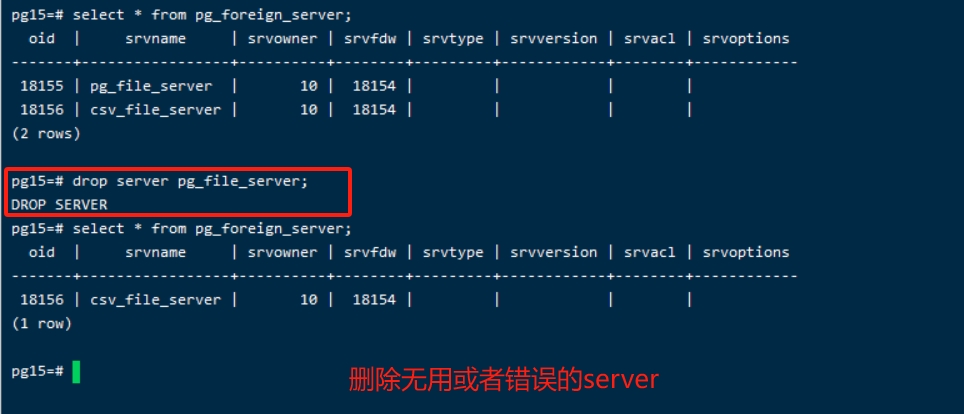 pg15=# select * from pg_foreign_server;
  oid  |     srvname     | srvowner | srvfdw | srvtype | srvversion | srvacl | srvoptions
-------+-----------------+----------+--------+---------+------------+--------+------------
 18155 | pg_file_server  |       10 |  18154 |         |            |        |
 18156 | csv_file_server |       10 |  18154 |         |            |        |
(2 rows)
pg15=# drop server pg_file_server;
DROP SERVER
pg15=# select * from pg_foreign_server;
  oid  |     srvname     | srvowner | srvfdw | srvtype | srvversion | srvacl | srvoptions
-------+-----------------+----------+--------+---------+------------+--------+------------
 18156 | csv_file_server |       10 |  18154 |         |            |        |
(1 row)
pg15=#
删除无用或者错误的server